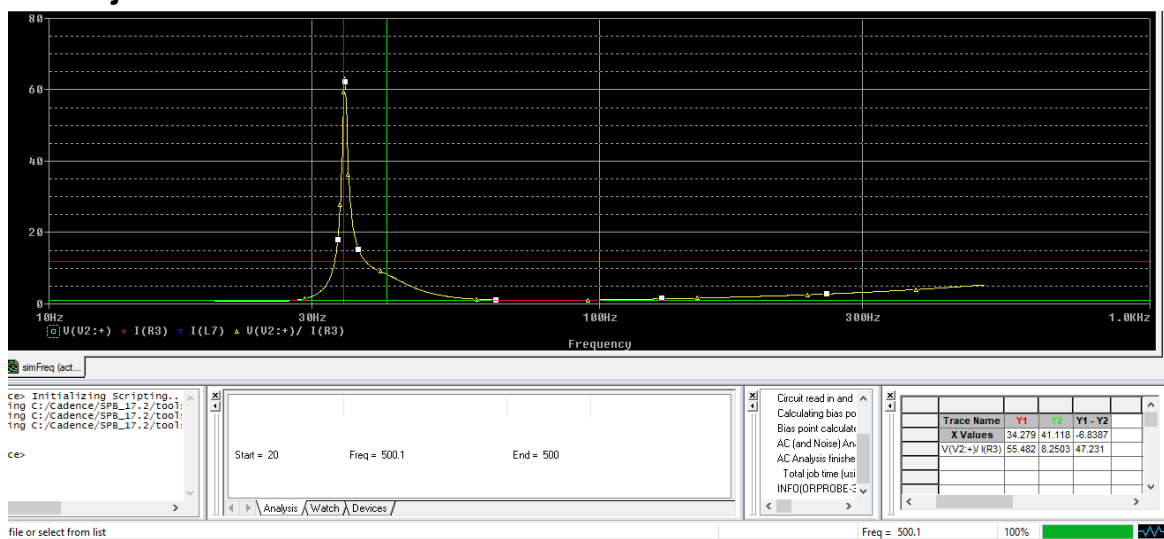 80
60
40
20
0
10Hz 30Hz 100Hz 300Hz 1.0KHz
V(V2:+) I(R3) I(L7) V(V2:+)/ I(R3)
Frequency
simFreq (act...
ce> Initializing Scripting..
ing C:/Cadence/SPB_17.2/tool:
ing C:/Cadence/SPB_17.2/tool:
ing C:/Cadence/SPB_17.2/tool:
ce>
Start = 20 Freq = 500.1 End = 500
Analysis Watch Devices
Circuit read in and
Calculating bias po
Bias point calculate
AC (and Noise) An
AC Analysis finishe
Total job time (usi
INFO(ORPROBE-3
Trace Name Y1 Y2 Y1 - Y2
X Values 34.279 41.118 -6.8387
V(V2:+)/ I(R3) 55.482 8.2503 47.231
file or select from list Freq = 500.1 100%